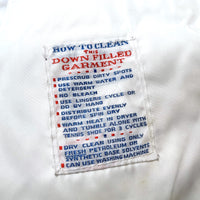 HOW TO CLEAN
THIS
DOWN FILLED
GARMENT
PRESCRUB DIRTY SPOTS
USE WARM WATER AND
DETERGENT
NO BLEACH
USE LINGERIE CYCLE OR
DO BY HAND
DISTRIBUTE EVENLY
BEFORE SPIN DRY
WARM HEAT IN DRYER
AND TUMBLE ALONE WITH
TENNIS SHOE FOR 3 CYCLES
DRY CLEAN USING ONLY
FRESH PETROLEUM OR
SYNTHETIC BASE SOLVENTS
CAN USE WASHING MACHINE